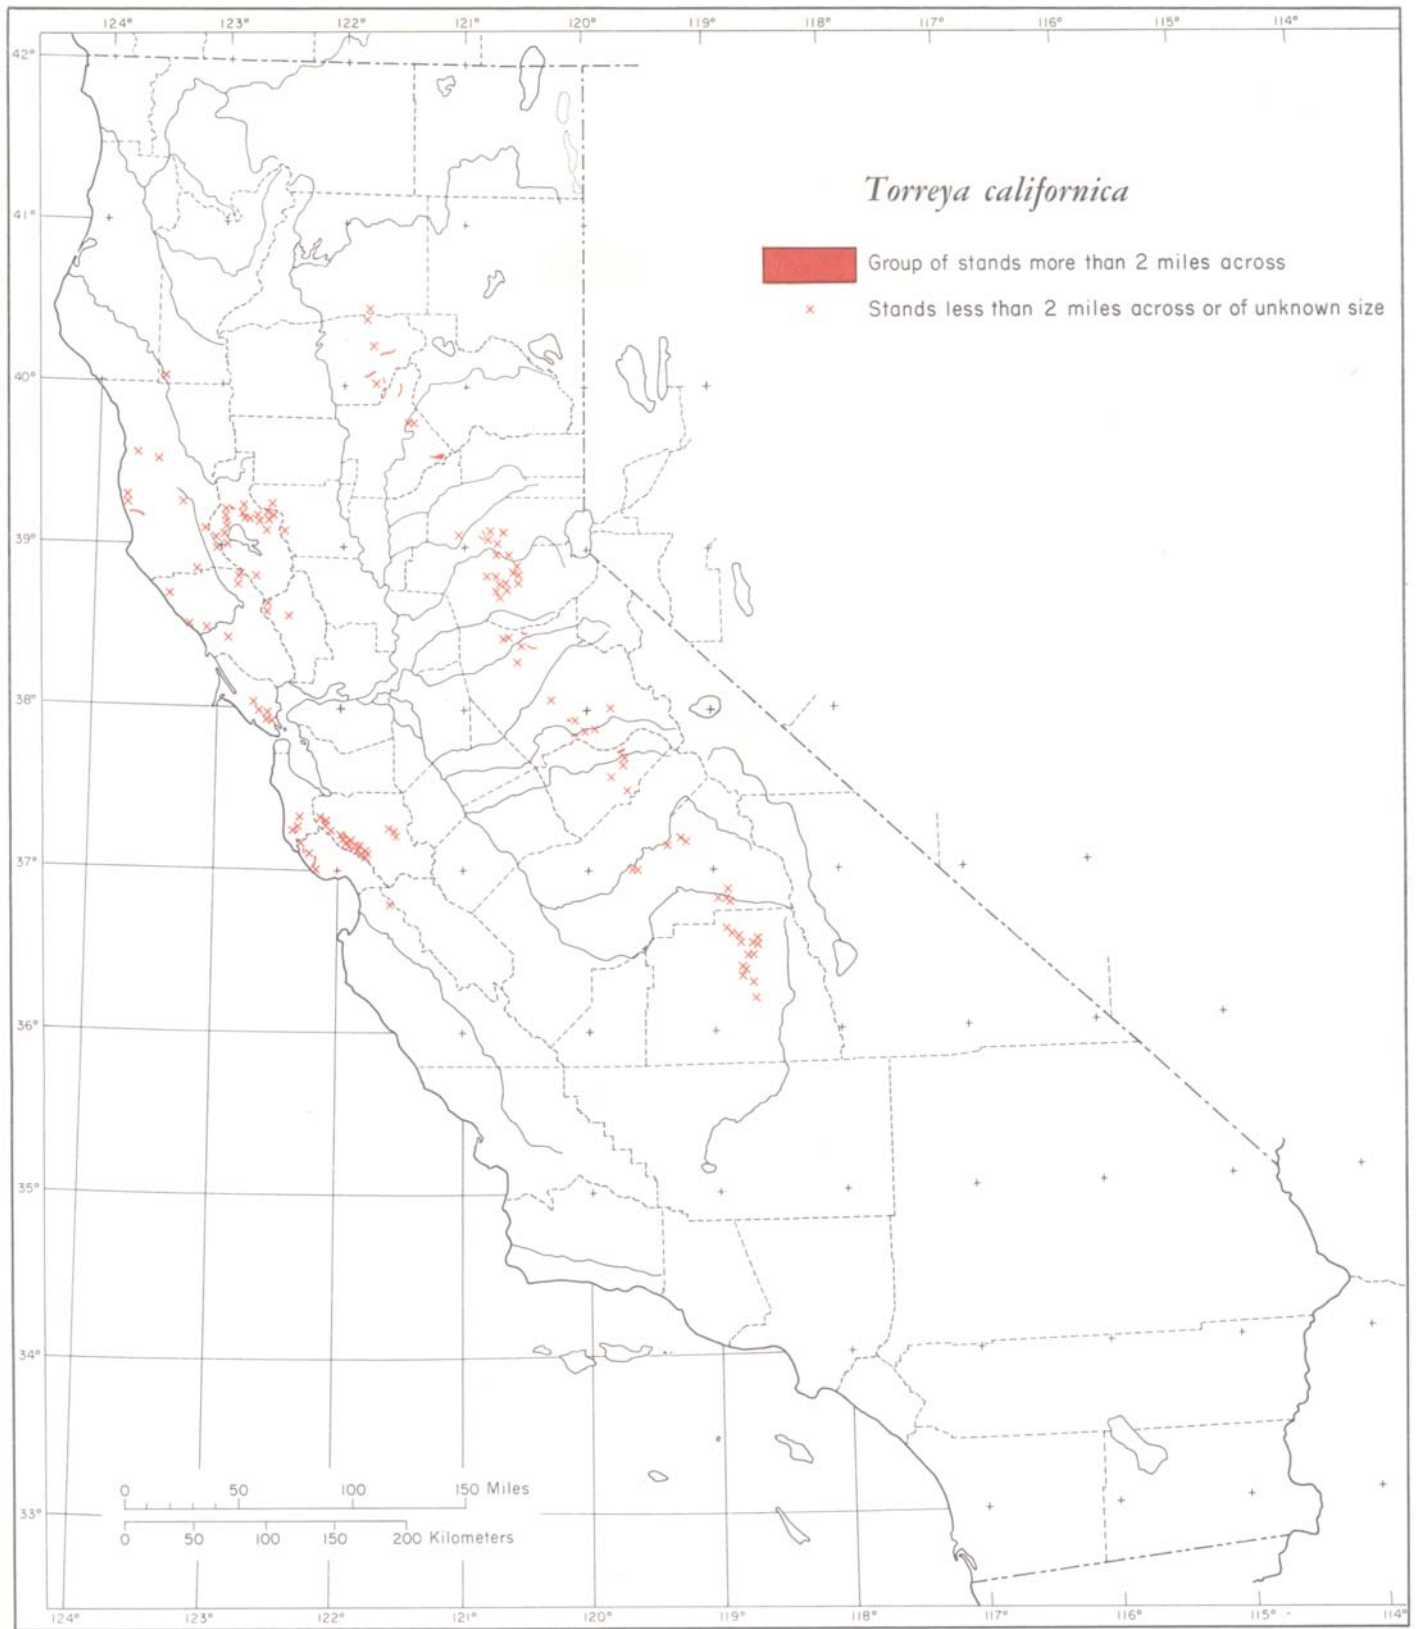 124° 123° 122° 121° 120° 119° 118° 117° 116° 115° 114°
42°
Torreya californica
41°
Group of stands more than 2 miles across
× Stands less than 2 miles across or of unknown size
40°
39°
38°
37°
36°
35°
34°
0 50 100 150 Miles
33°
0 50 100 150 200 Kilometers
124° 123° 122° 121° 120° 119° 118° 117° 116° 115° 114°